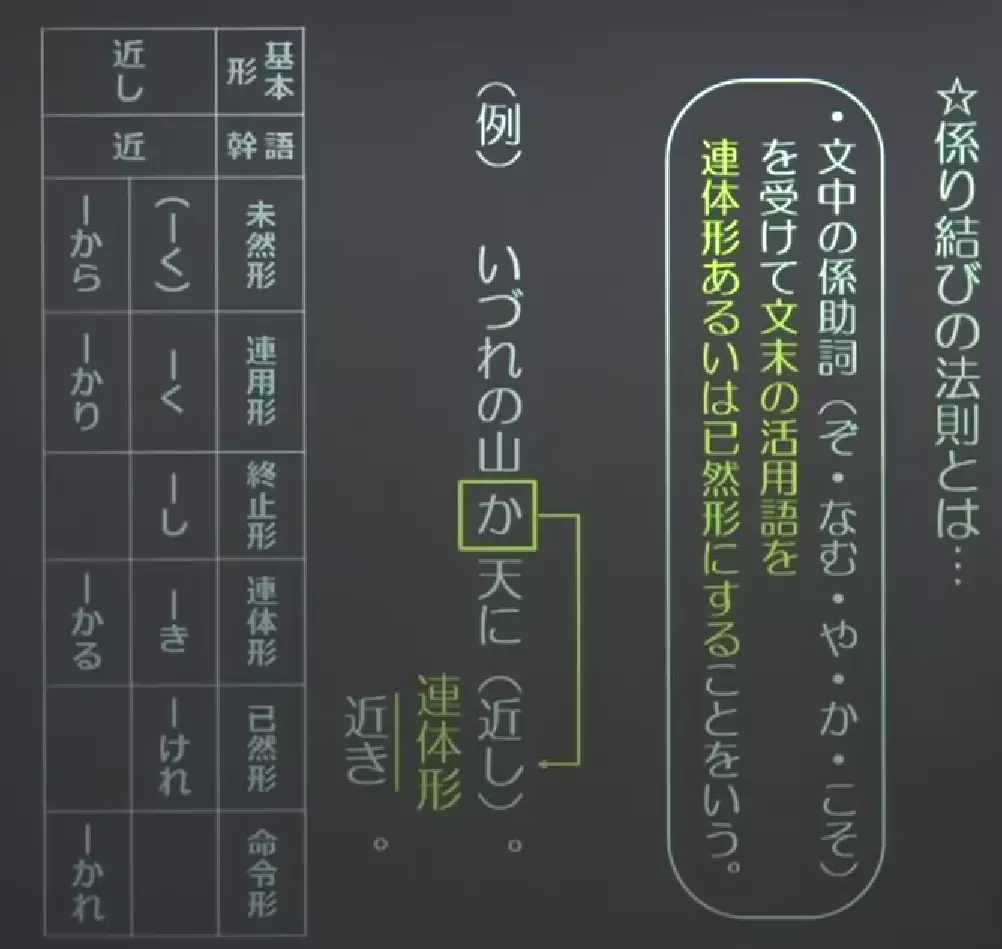 ☆係り結びの法則とは…
・文中の係助詞（ぞ・なむ・や・か・こそ）
を受けて文末の活用語を
連体形あるいは已然形にすることをいう。
（例）　いづれの山か天に（近し）。
連体形
近き。
基本形
語幹
未然形
連用形
終止形
連体形
已然形
命令形
近し
近
（ーく）
ーく
ーし
ーき
ーけれ
ーから
ーかり
ーかる
ーかれ